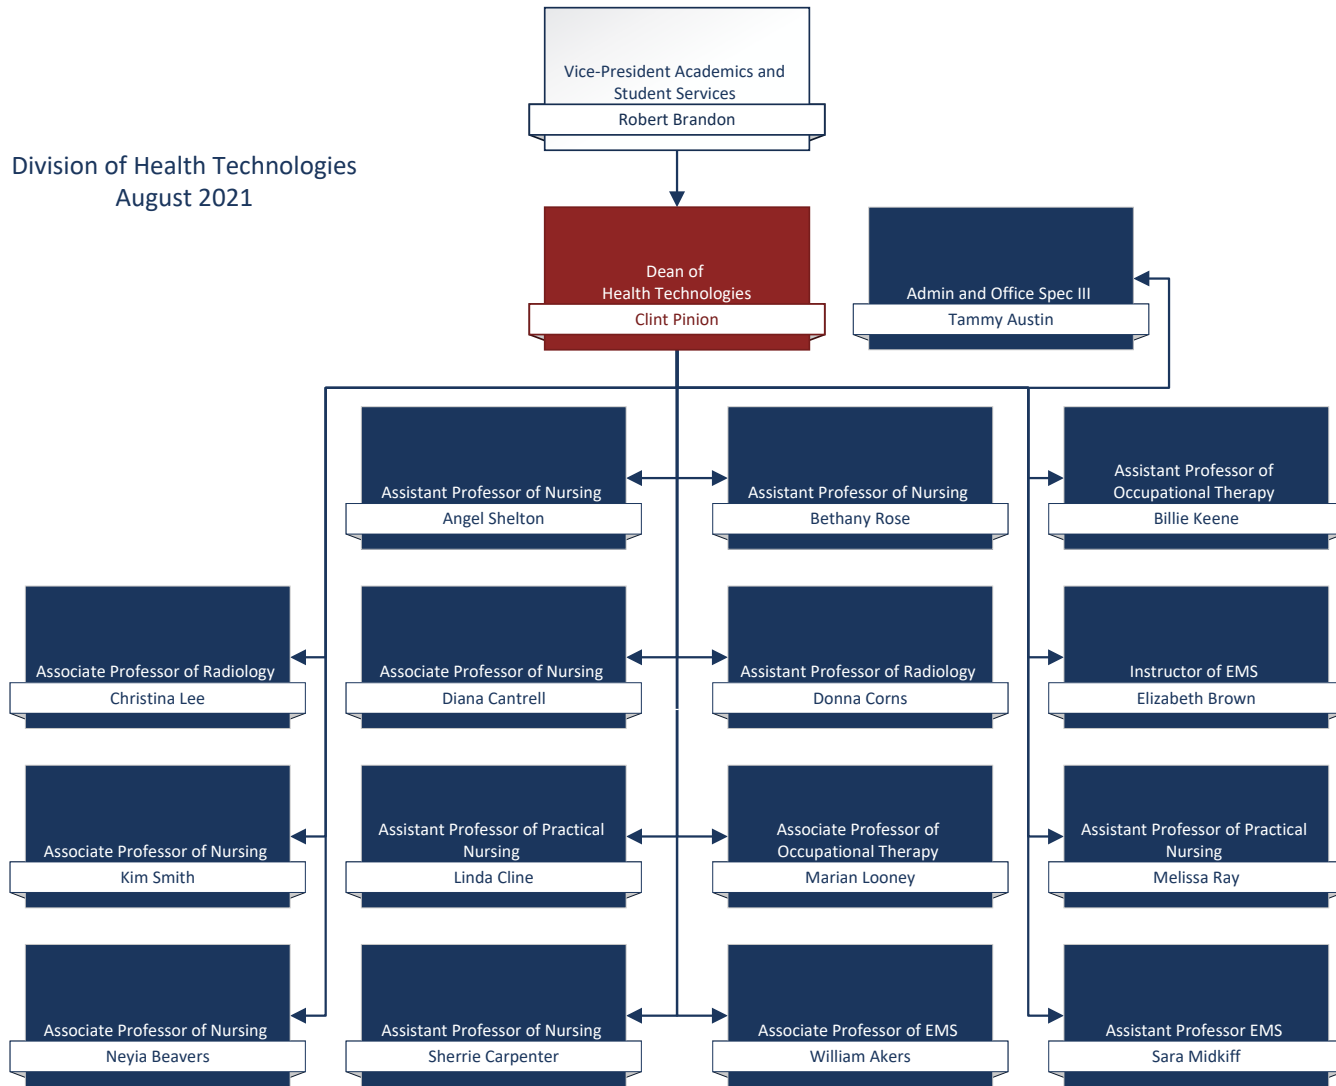 Vice-President Academics and
Student Services
Robert Brandon
Division of Health Technologies
August 2021
Dean of
Health Technologies
Clint Pinion
Admin and Office Spec III
Tammy Austin
Assistant Professor of Nursing
Angel Shelton
Assistant Professor of Nursing
Bethany Rose
Assistant Professor of
Occupational Therapy
Billie Keene
Associate Professor of Radiology
Christina Lee
Associate Professor of Nursing
Diana Cantrell
Assistant Professor of Radiology
Donna Corns
Instructor of EMS
Elizabeth Brown
Associate Professor of Nursing
Kim Smith
Assistant Professor of Practical
Nursing
Linda Cline
Associate Professor of
Occupational Therapy
Marian Looney
Assistant Professor of Practical
Nursing
Melissa Ray
Associate Professor of Nursing
Neyia Beavers
Assistant Professor of Nursing
Sherrie Carpenter
Associate Professor of EMS
William Akers
Assistant Professor EMS
Sara Midkiff